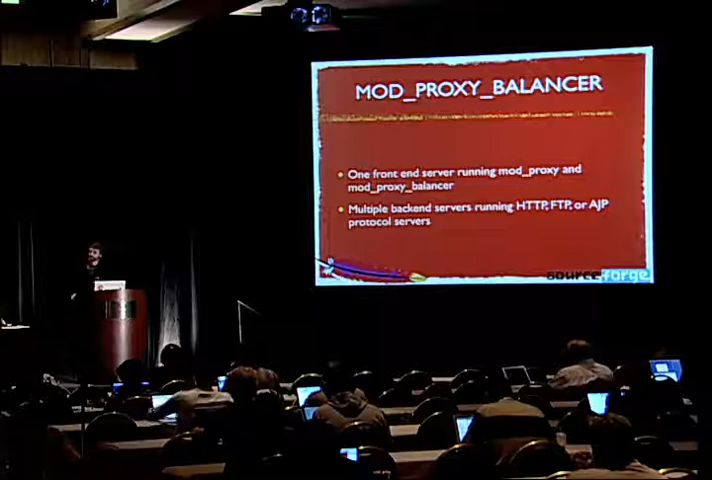 MOD_PROXY_BALANCER
One front end server running mod_proxy and
mod_proxy_balancer
Multiple backend servers running HTTP, FTP, or AJP
protocol servers
sourceforge